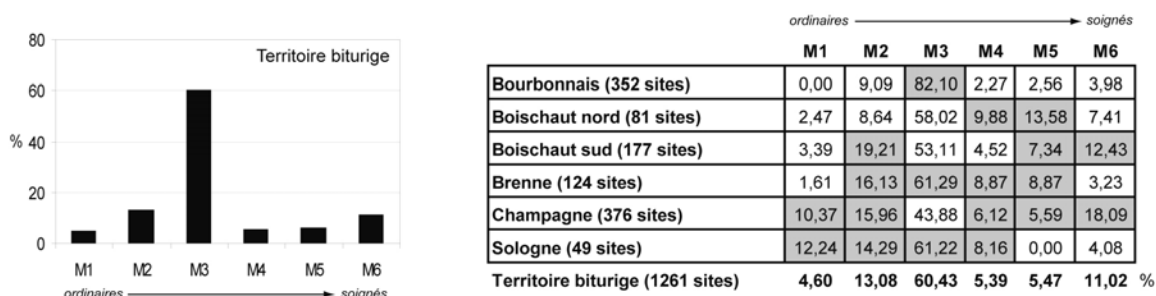 80
60
% 40
20
0
Territoire biturige
M1 M2 M3 M4 M5 M6
ordinaires soignés
ordinaires soignés
M1 M2 M3 M4 M5 M6
Bourbonnais (352 sites) 0,00 9,09 82,10 2,27 2,56 3,98
Boischaut nord (81 sites) 2,47 8,64 58,02 9,88 13,58 7,41
Boischaut sud (177 sites) 3,39 19,21 53,11 4,52 7,34 12,43
Brenne (124 sites) 1,61 16,13 61,29 8,87 8,87 3,23
Champagne (376 sites) 10,37 15,96 43,88 6,12 5,59 18,09
Sologne (49 sites) 12,24 14,29 61,22 8,16 0,00 4,08
Territoire biturige (1261 sites) 4,60 13,08 60,43 5,39 5,47 11,02 %